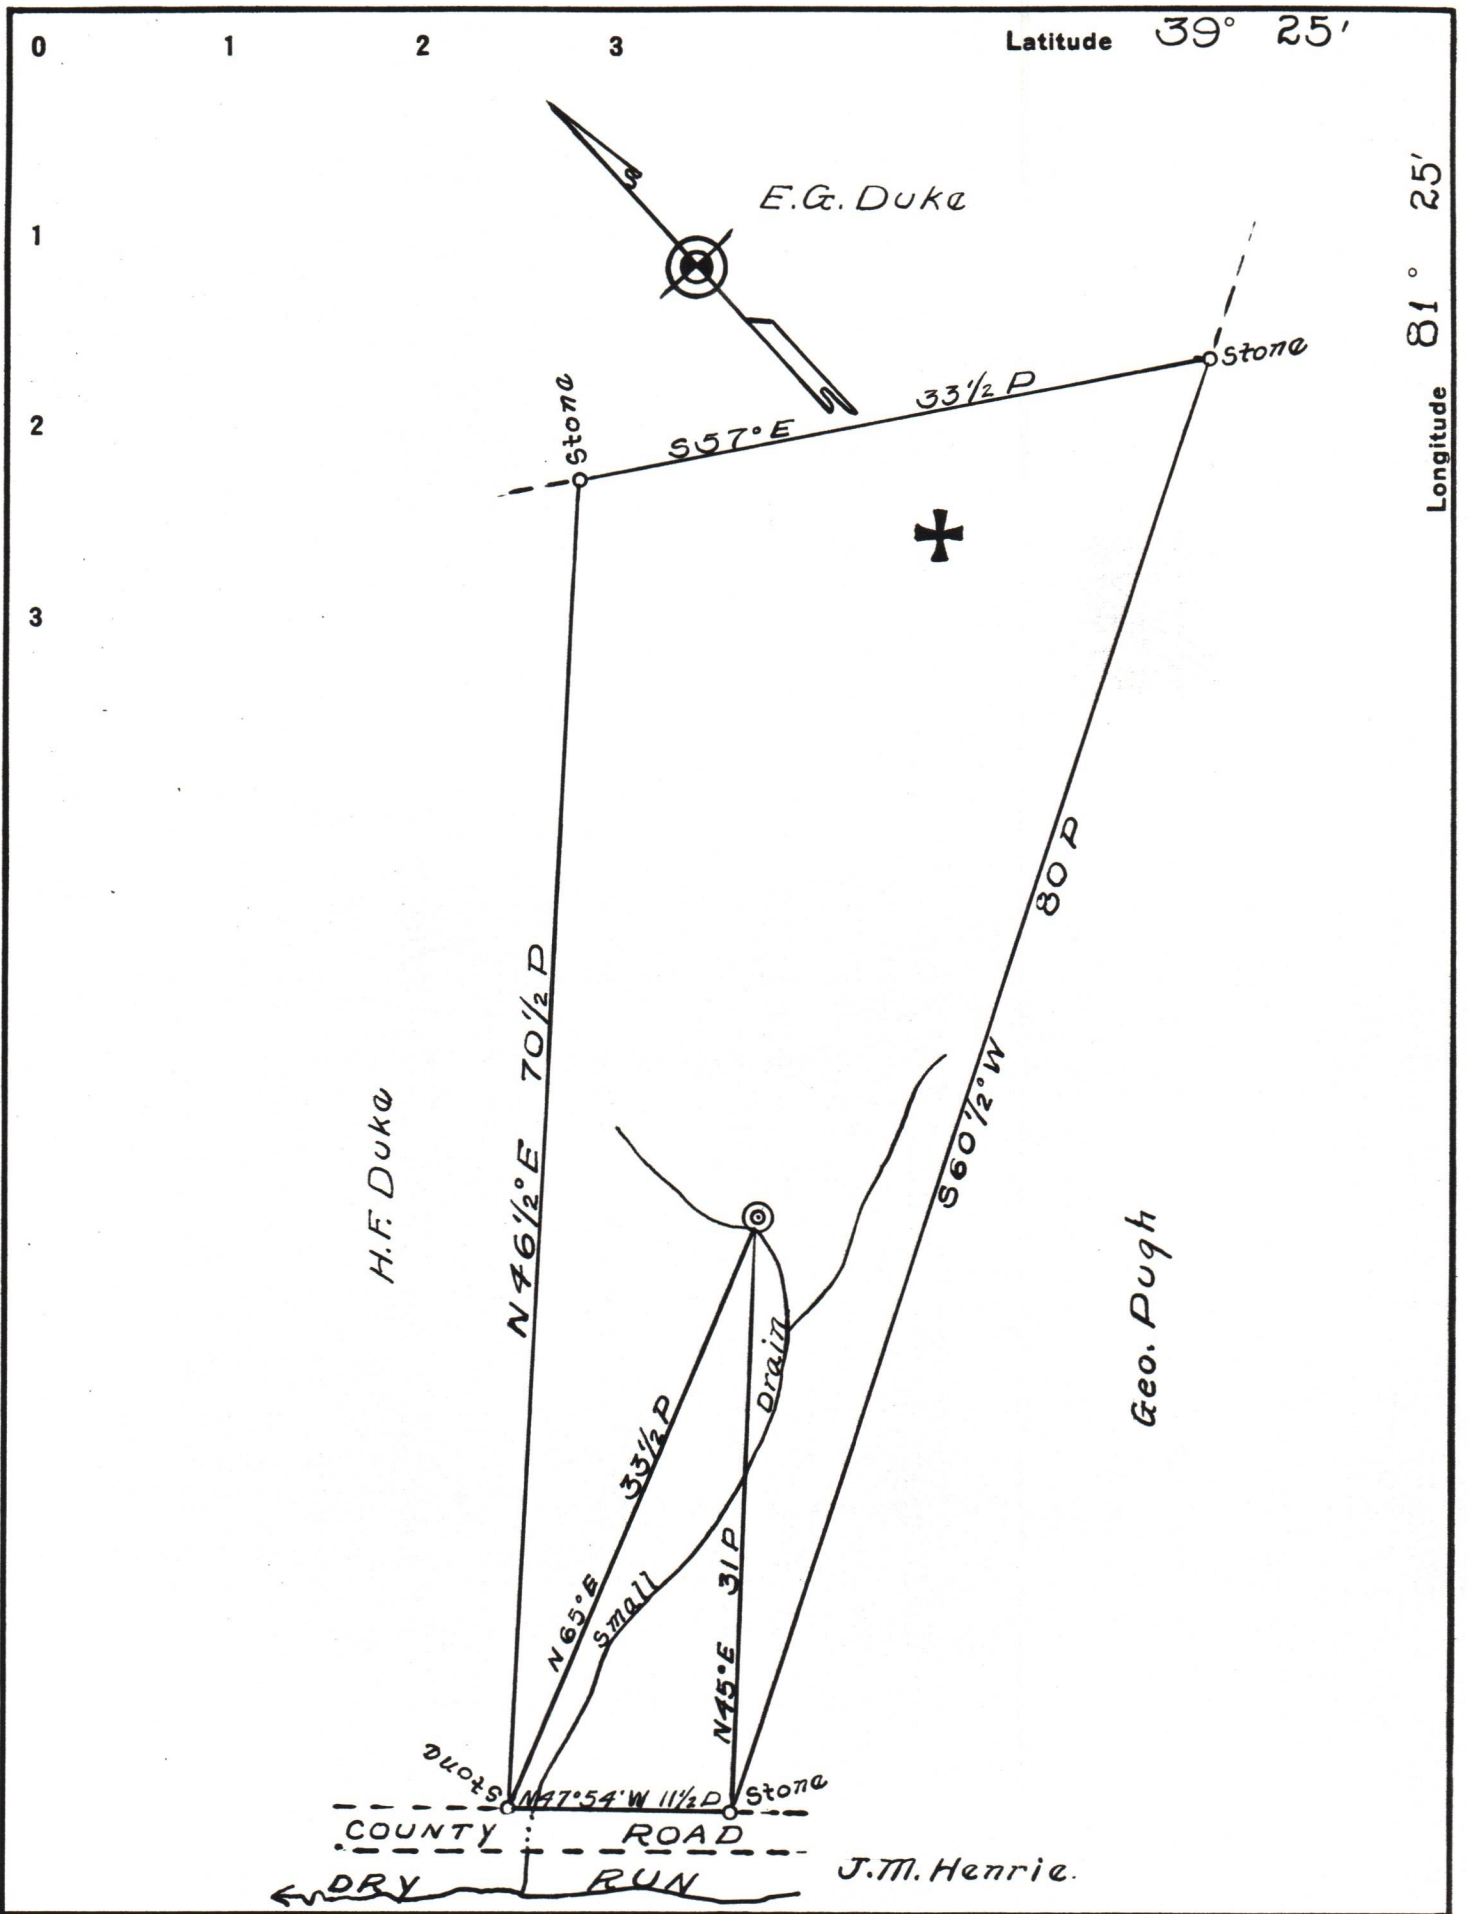 0 1 2 3 Latitude 39° 25'
Longitude 81° 25'
1
2
3
E.G. Duke
Stone
S57°E 33½ P
Stone
N46½°E 70½ P
80 P
S60½°W
H.F. Duke
Geo. Pugh
N65°E 33½ P
Small Drain
N45°E 31 P
Stone
N47°54'W 11½ P
Stone
COUNTY ROAD
DRY RUN
J.M. Henrie.